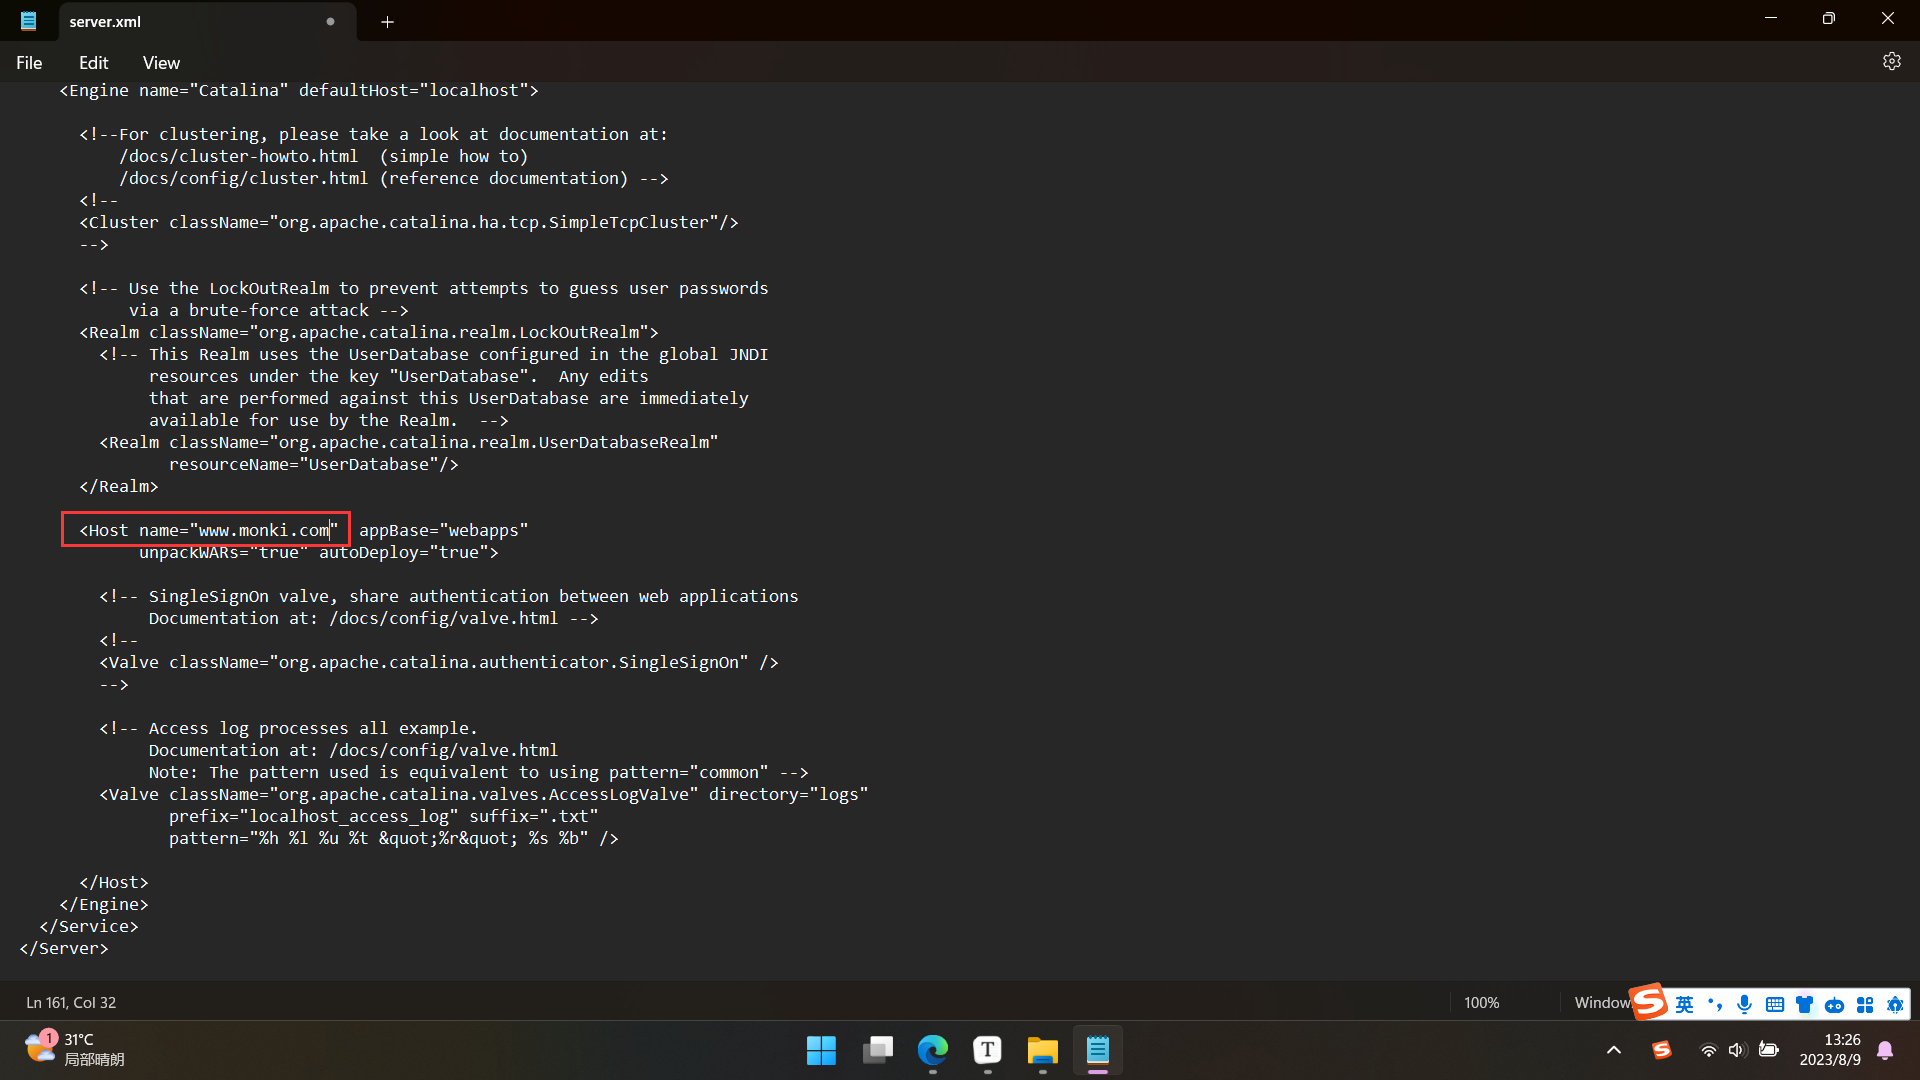 server.xml
File Edit View
<Engine name="Catalina" defaultHost="localhost">
<!--For clustering, please take a look at documentation at:
/docs/cluster-howto.html  (simple how to)
/docs/config/cluster.html (reference documentation) -->
<!--
<Cluster className="org.apache.catalina.ha.tcp.SimpleTcpCluster"/>
-->
<!-- Use the LockOutRealm to prevent attempts to guess user passwords
via a brute-force attack -->
<Realm className="org.apache.catalina.realm.LockOutRealm">
<!-- This Realm uses the UserDatabase configured in the global JNDI
resources under the key "UserDatabase".  Any edits
that are performed against this UserDatabase are immediately
available for use by the Realm.  -->
<Realm className="org.apache.catalina.realm.UserDatabaseRealm"
resourceName="UserDatabase"/>
</Realm>
<Host name="www.monki.com"  appBase="webapps"
unpackWARs="true" autoDeploy="true">
<!-- SingleSignOn valve, share authentication between web applications
Documentation at: /docs/config/valve.html -->
<!--
<Valve className="org.apache.catalina.authenticator.SingleSignOn" />
-->
<!-- Access log processes all example.
Documentation at: /docs/config/valve.html
Note: The pattern used is equivalent to using pattern="common" -->
<Valve className="org.apache.catalina.valves.AccessLogValve" directory="logs"
prefix="localhost_access_log" suffix=".txt"
pattern="%h %l %u %t &quot;%r&quot; %s %b" />
</Host>
</Engine>
</Service>
</Server>
Ln 161, Col 32
100%
Window
英
1
31°C
局部晴朗
T
13:26
2023/8/9